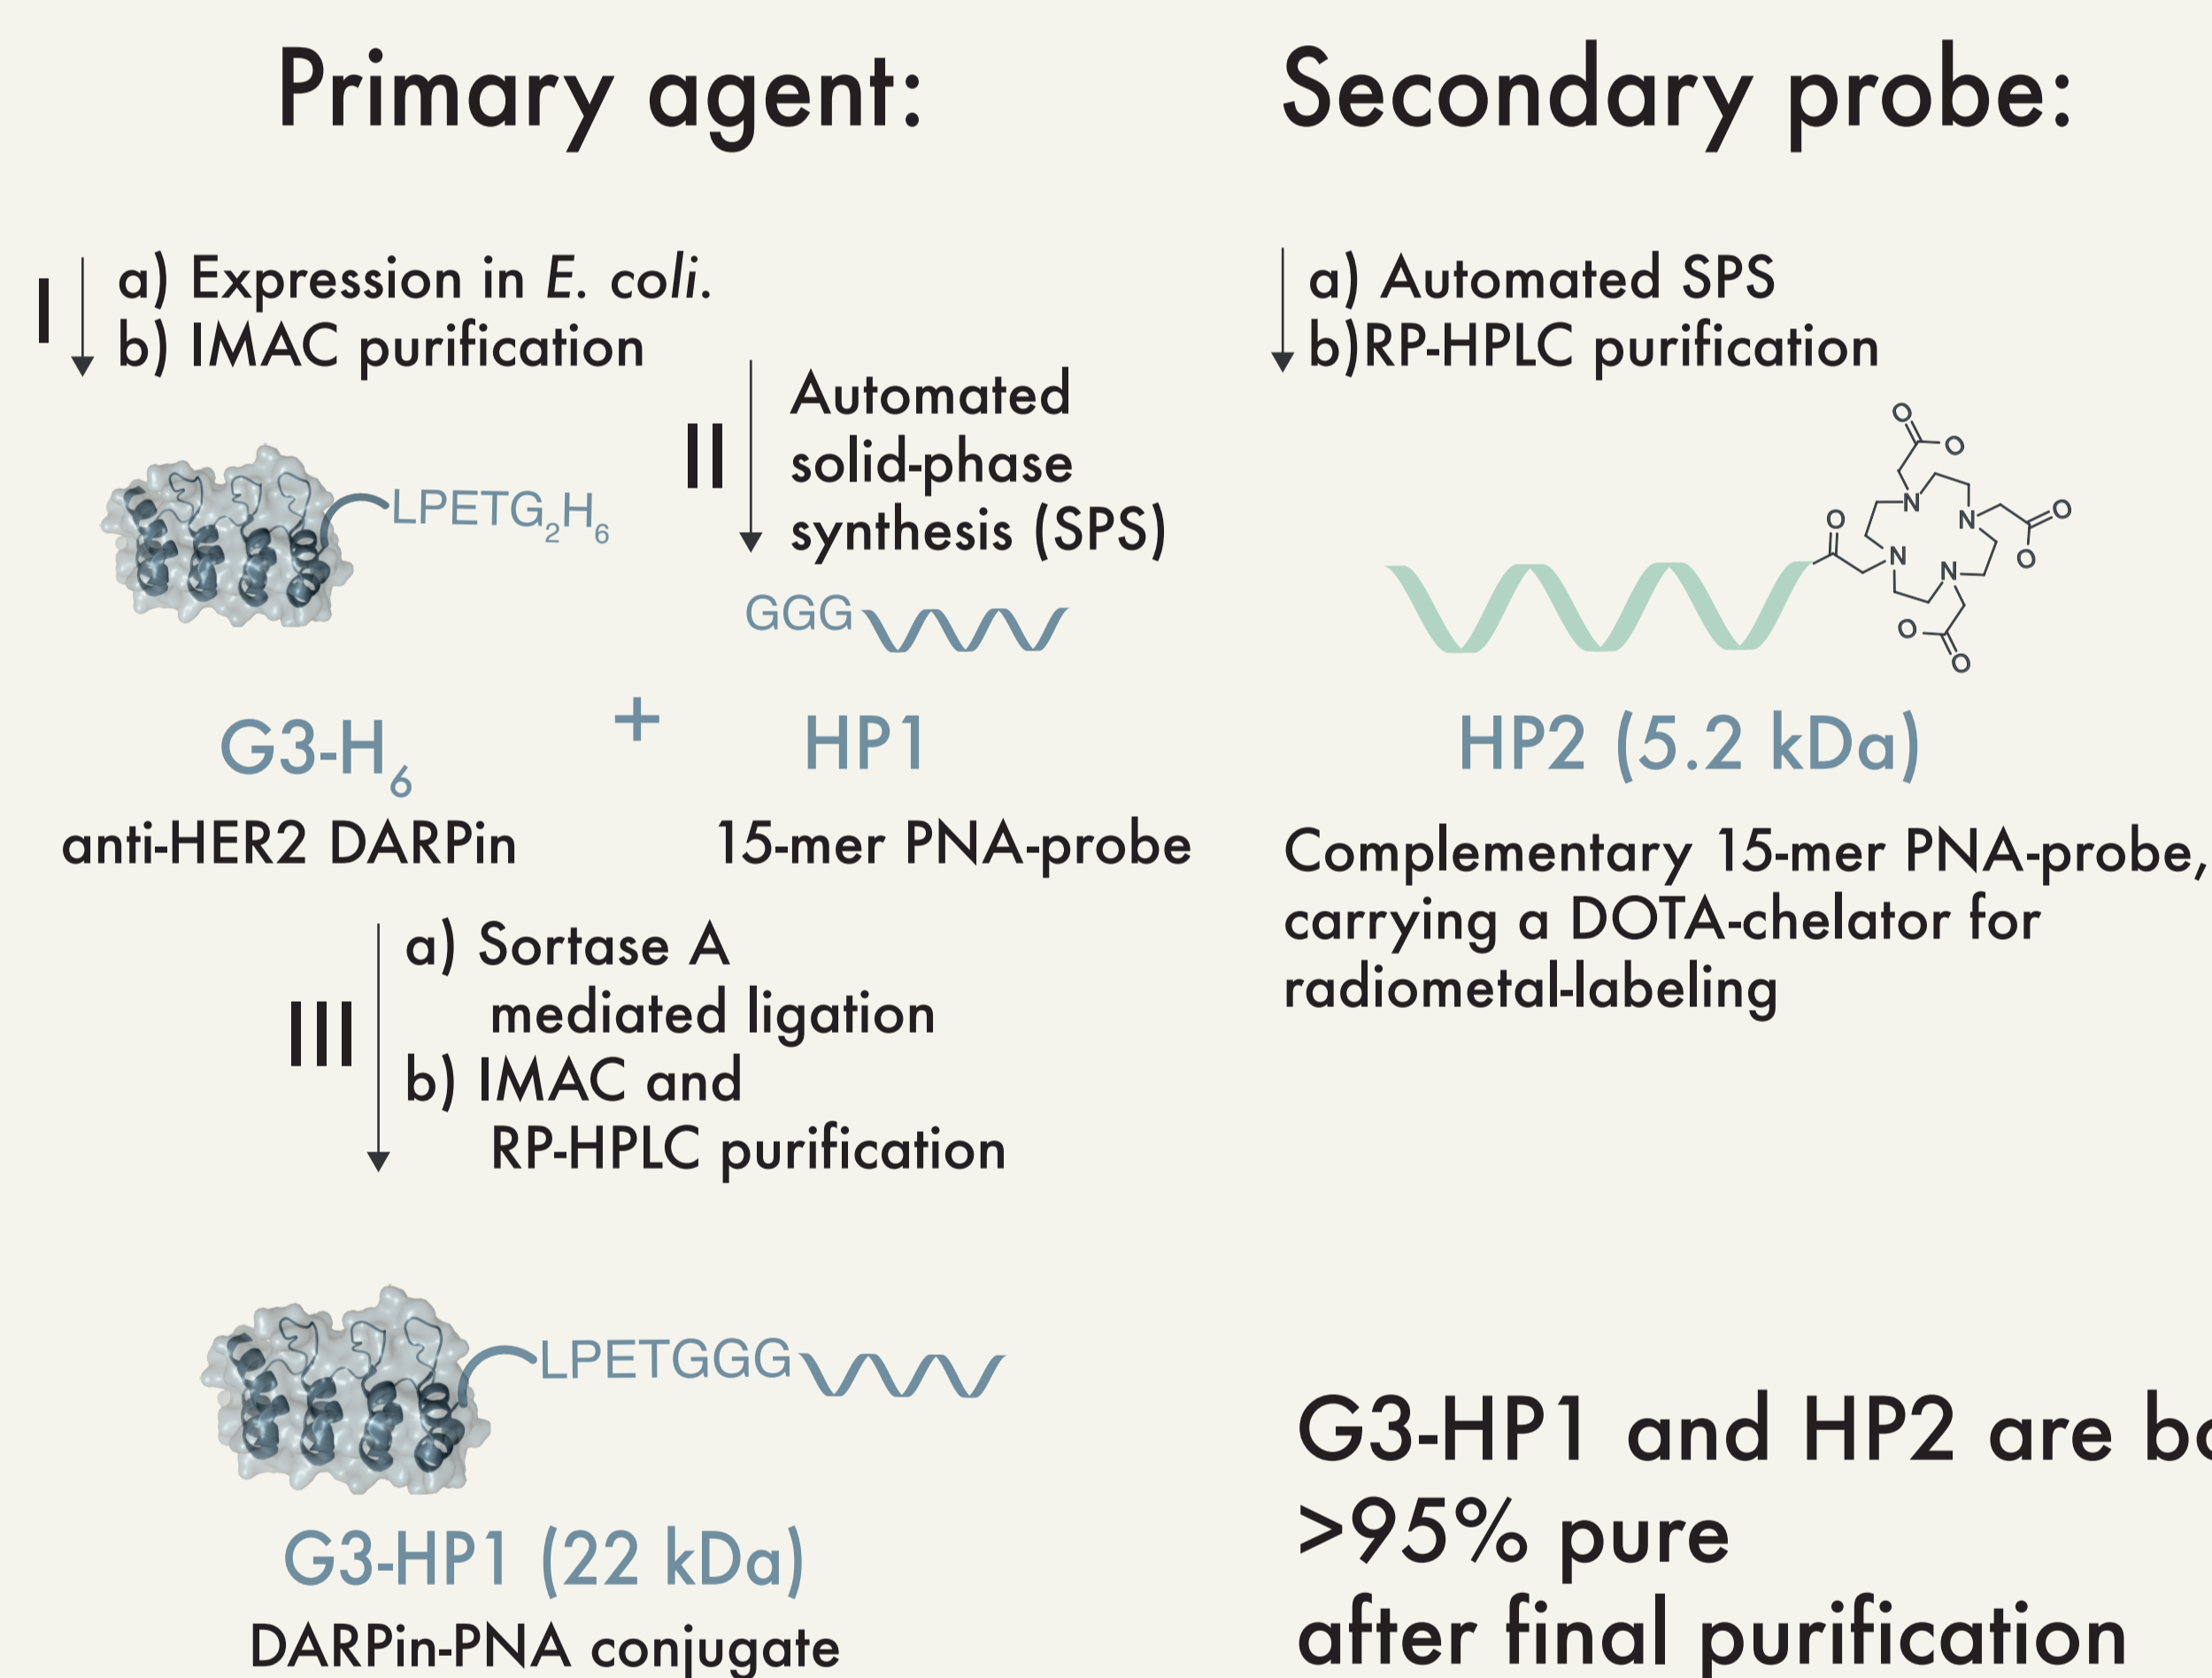 Primary agent:
I
a) Expression in E. coli.
b) IMAC purification
LPETG₂H₆
II
Automated
solid-phase
synthesis (SPS)
GGG
G3-H₆
+
HP1
anti-HER2 DARPin
15-mer PNA-probe
III
a) Sortase A
mediated ligation
b) IMAC and
RP-HPLC purification
LPETGGG
G3-HP1 (22 kDa)
DARPin-PNA conjugate
Secondary probe:
a) Automated SPS
b)RP-HPLC purification
O
O
N
N
O
O
O
N
N
O
O
HP2 (5.2 kDa)
Complementary 15-mer PNA-probe,
carrying a DOTA-chelator for
radiometal-labeling
G3-HP1 and HP2 are
>95% pure
after final purification